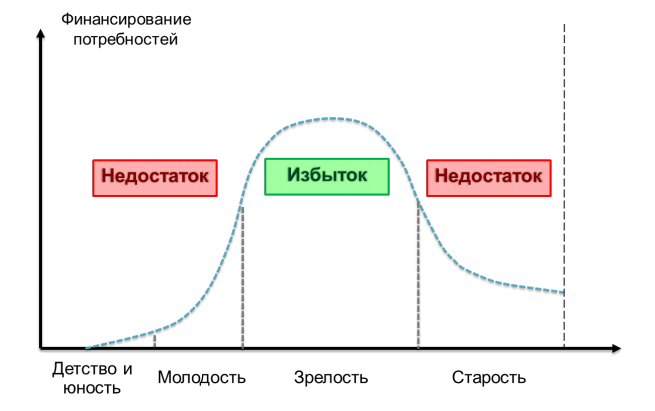 Финансирование
потребностей
Недостаток
Избыток
Недостаток
Детство и
юность
Молодость
Зрелость
Старость